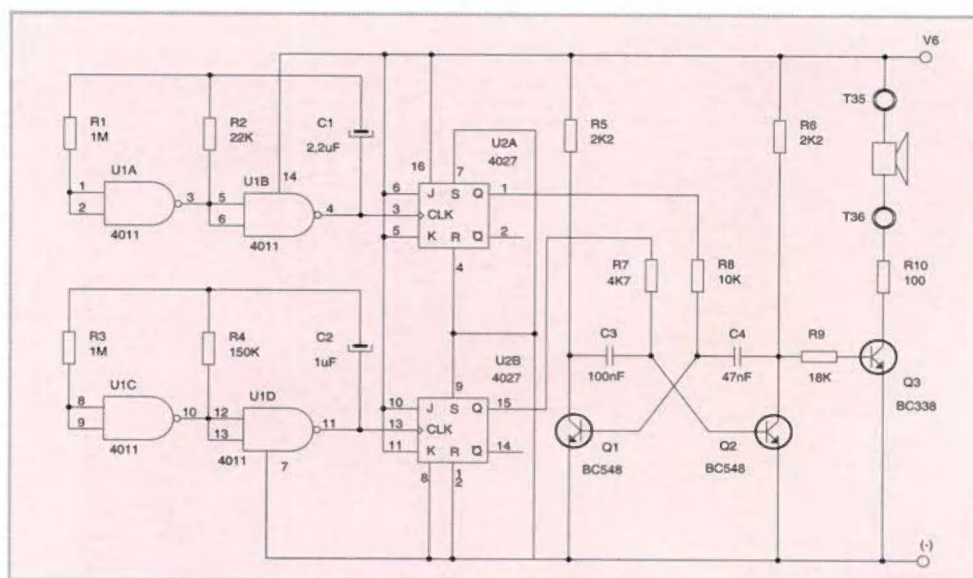 V6
T35
T36
R1
1M
R2
22K
C1
2,2uF
U1A
U1B
14
1
2
3
5
6
4
4011
4011
U2A
4027
16
7
6
3
5
J
S
Q
CLK
K
R
Q
1
2
4
R5
2K2
R6
2K2
R7
4K7
R8
10K
R10
100
R3
1M
R4
150K
C2
1uF
U1C
U1D
8
9
10
12
13
11
4011
4011
7
U2B
4027
9
10
13
11
J
S
Q
CLK
K
R
Q
15
14
8
1
2
C3
100nF
C4
47nF
R9
18K
Q1
BC548
Q2
BC548
Q3
BC338
(-)